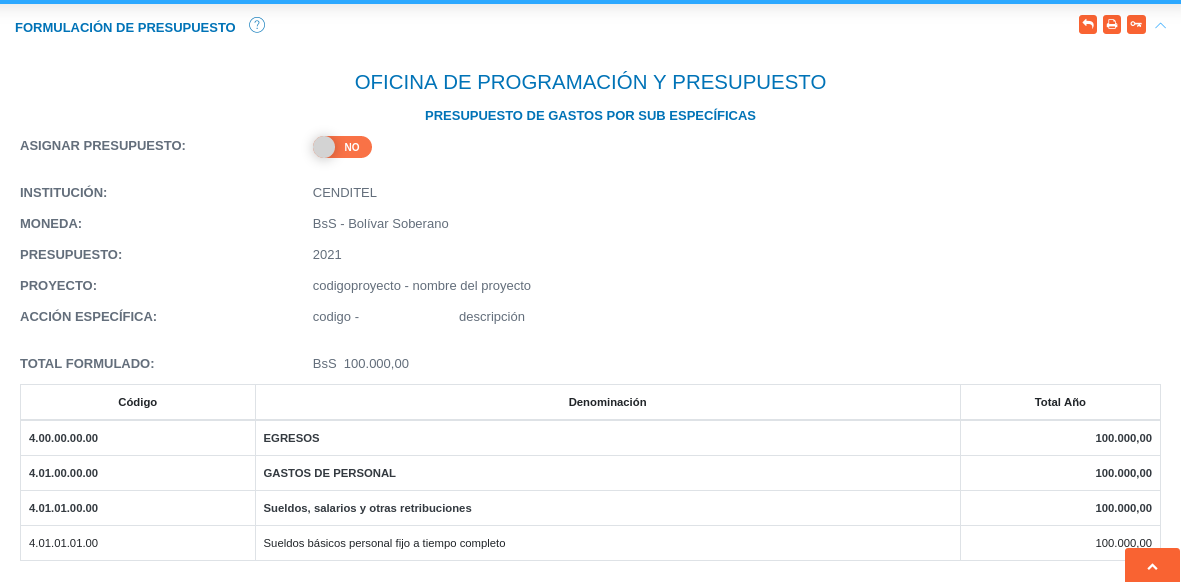 FORMULACIÓN DE PRESUPUESTO ?
OFICINA DE PROGRAMACIÓN Y PRESUPUESTO
PRESUPUESTO DE GASTOS POR SUB ESPECÍFICAS
ASIGNAR PRESUPUESTO: NO
INSTITUCIÓN: CENDITEL
MONEDA: BsS - Bolívar Soberano
PRESUPUESTO: 2021
PROYECTO: codigoproyecto - nombre del proyecto
ACCIÓN ESPECÍFICA: codigo - descripción
TOTAL FORMULADO: BsS 100.000,00
Código Denominación Total Año
4.00.00.00.00 EGRESOS 100.000,00
4.01.00.00.00 GASTOS DE PERSONAL 100.000,00
4.01.01.00.00 Sueldos, salarios y otras retribuciones 100.000,00
4.01.01.01.00 Sueldos básicos personal fijo a tiempo completo 100.000,00